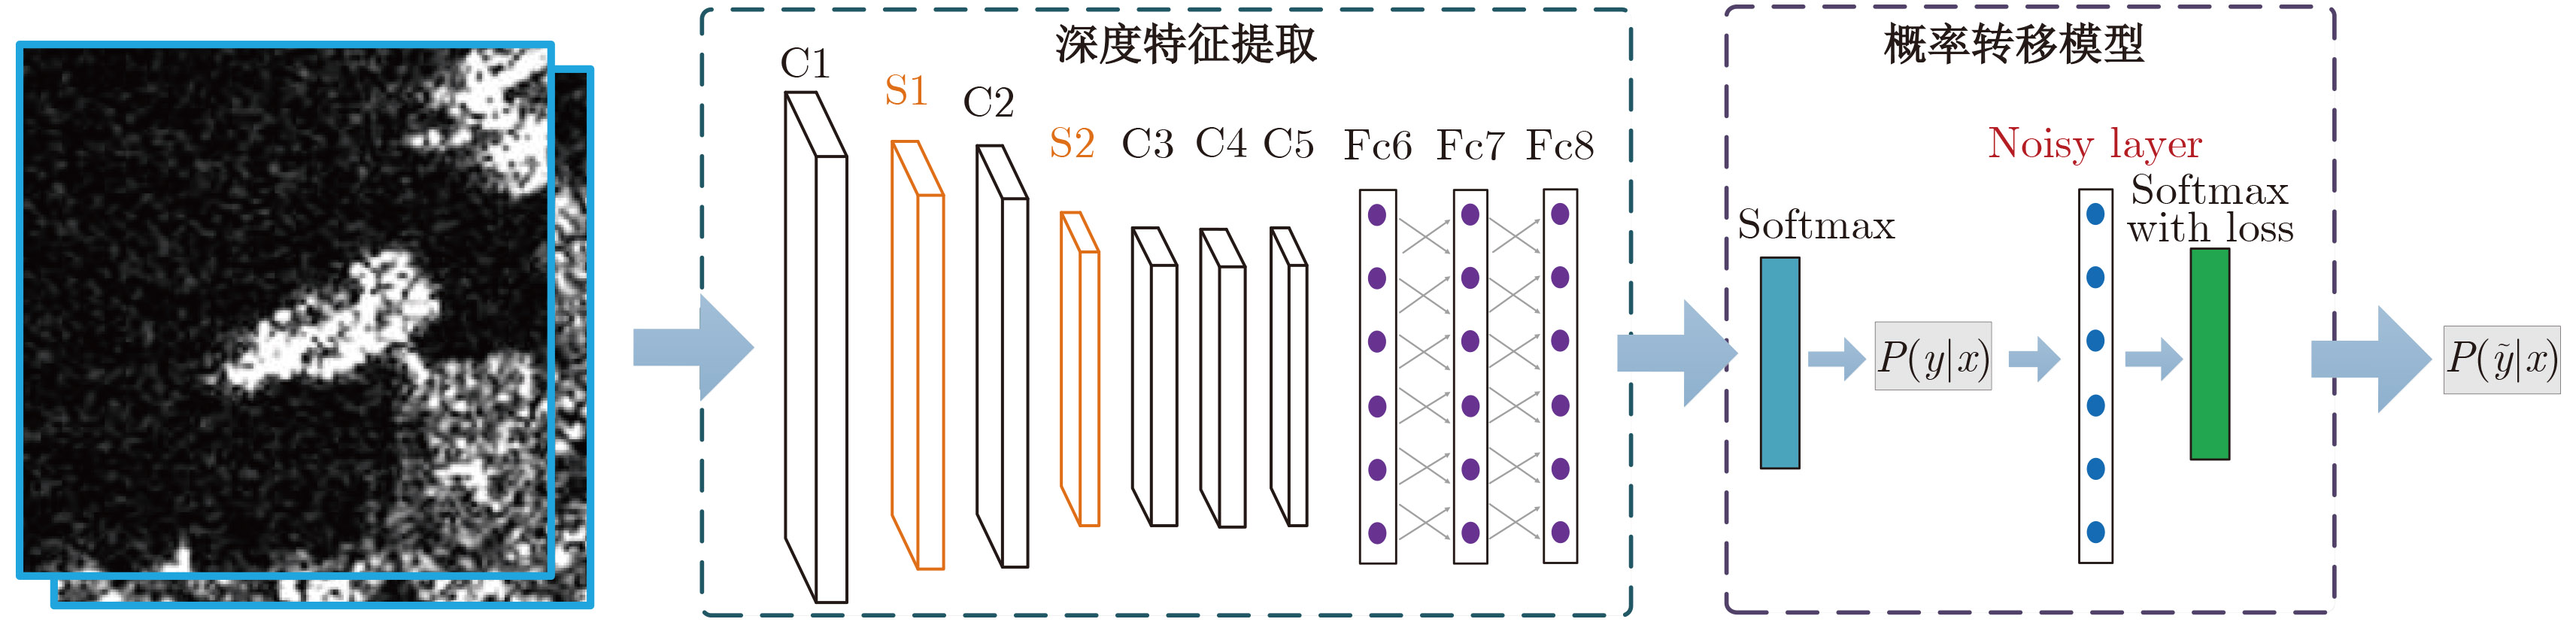 深度特征提取
C1
S1
C2
S2
C3
C4
C5
Fc6
Fc7
Fc8
概率转移模型
Softmax
P(y|x)
Noisy layer
Softmax
with loss
P(ỹ|x)